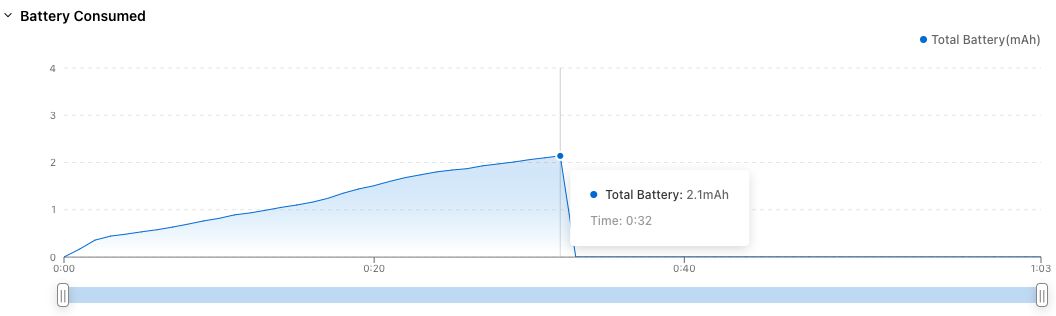 Battery Consumed
Total Battery(mAh)
4
3
2
1
0
Total Battery: 2.1mAh
Time: 0:32
0:00
0:20
0:40
1:03